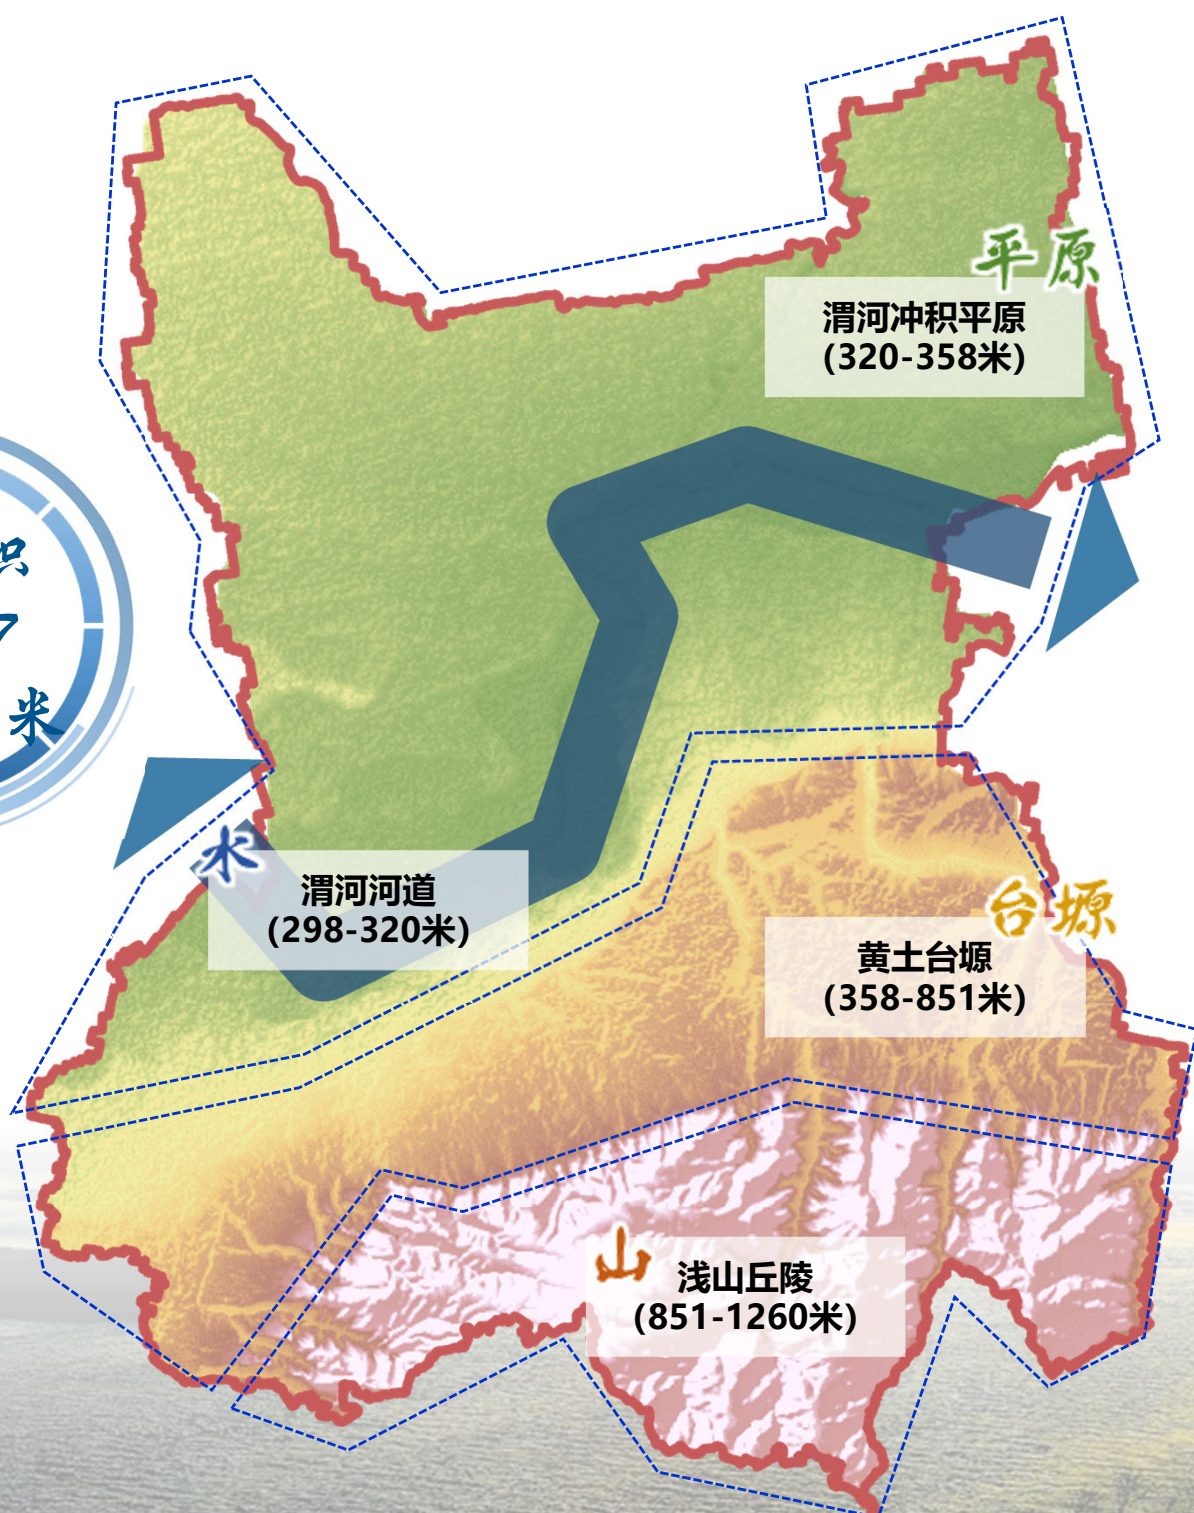 平原
渭河冲积平原
(320-358米)
米
水
渭河河道
(298-320米)
台塬
黄土台塬
(358-851米)
山
浅山丘陵
(851-1260米)